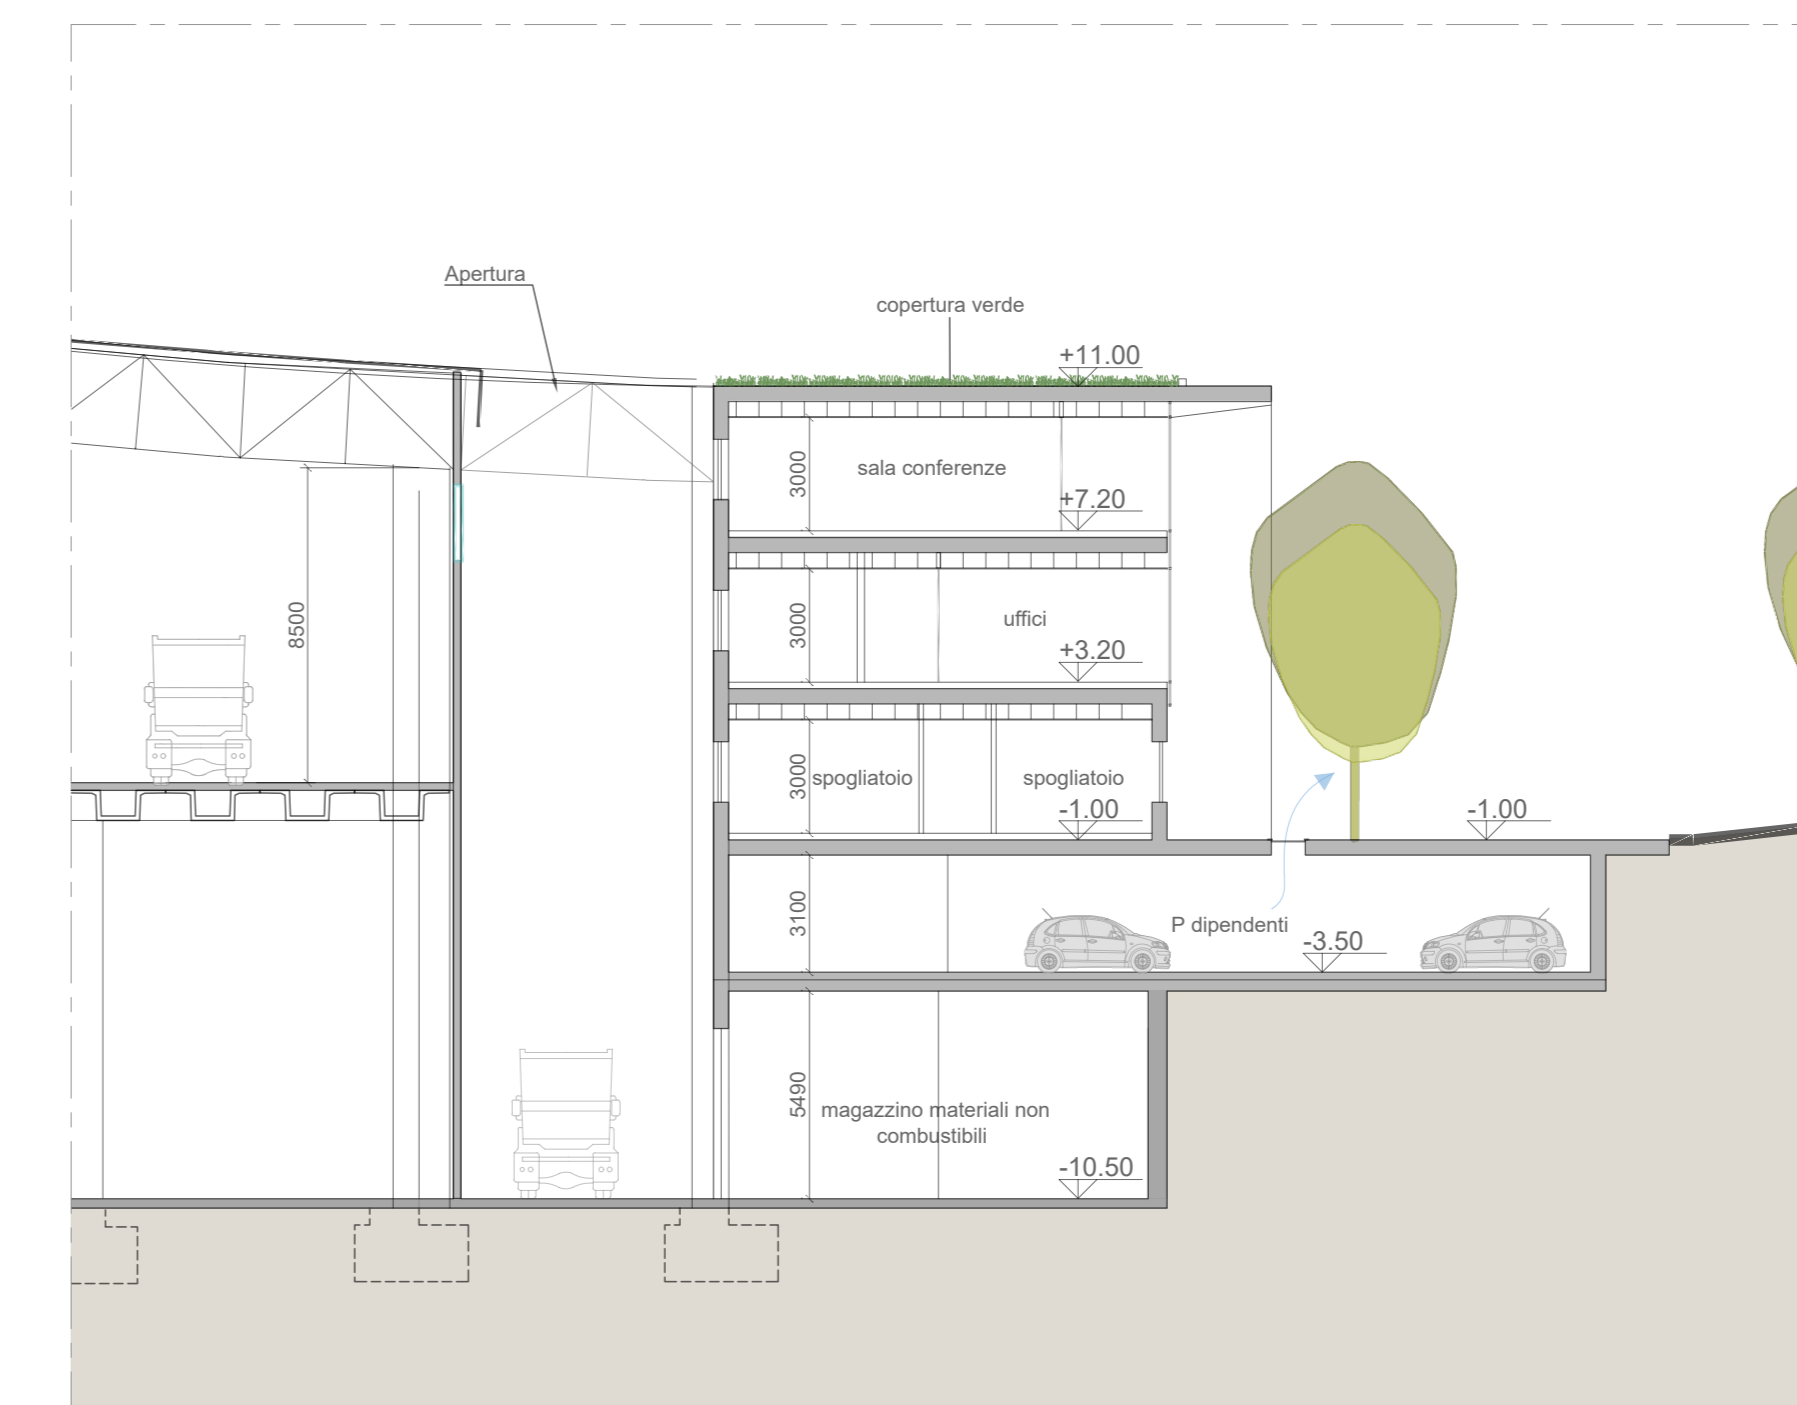 Apertura
copertura verde
+11.00
3000
sala conferenze
+7.20
8500
3000
uffici
+3.20
3000
spogliatoio
spogliatoio
-1.00
-1.00
3100
P dipendenti
-3.50
5490
magazzino materiali non
combustibili
-10.50